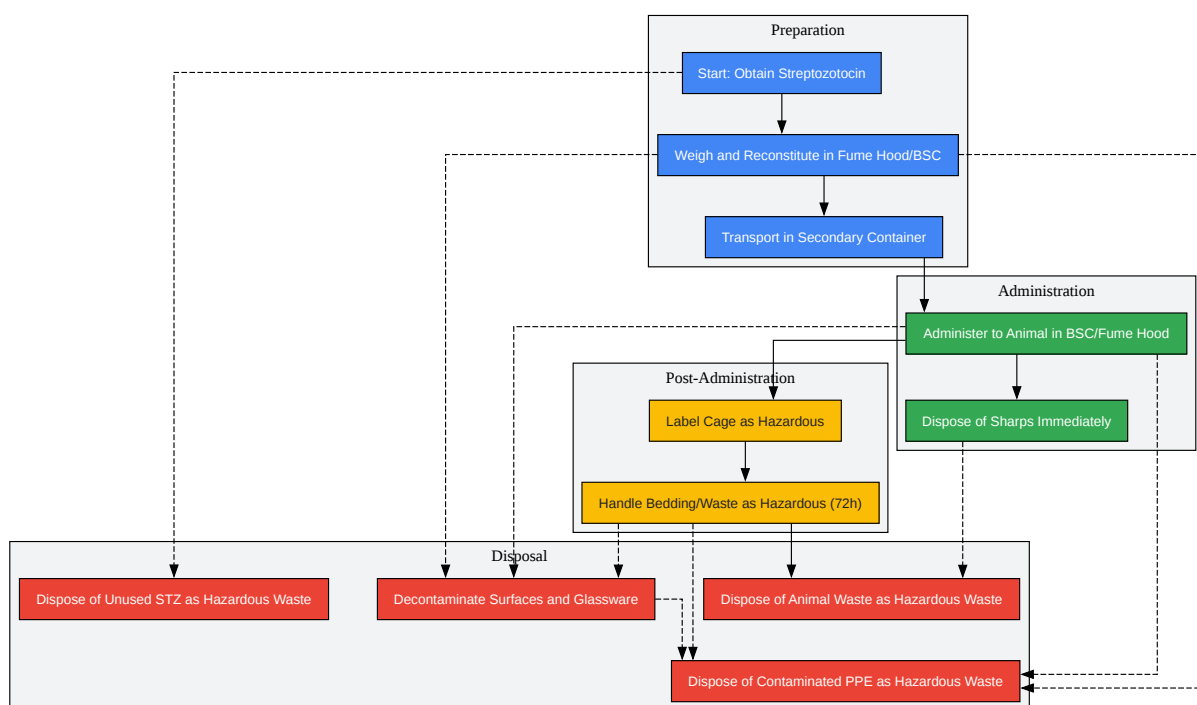 Preparation
Start: Obtain Streptozotocin
Weigh and Reconstitute in Fume Hood/BSC
Transport in Secondary Container
Administration
Administer to Animal in BSC/Fume Hood
Dispose of Sharps Immediately
Post-Administration
Label Cage as Hazardous
Handle Bedding/Waste as Hazardous (72h)
Disposal
Dispose of Unused STZ as Hazardous Waste
Decontaminate Surfaces and Glassware
Dispose of Animal Waste as Hazardous Waste
Dispose of Contaminated PPE as Hazardous Waste